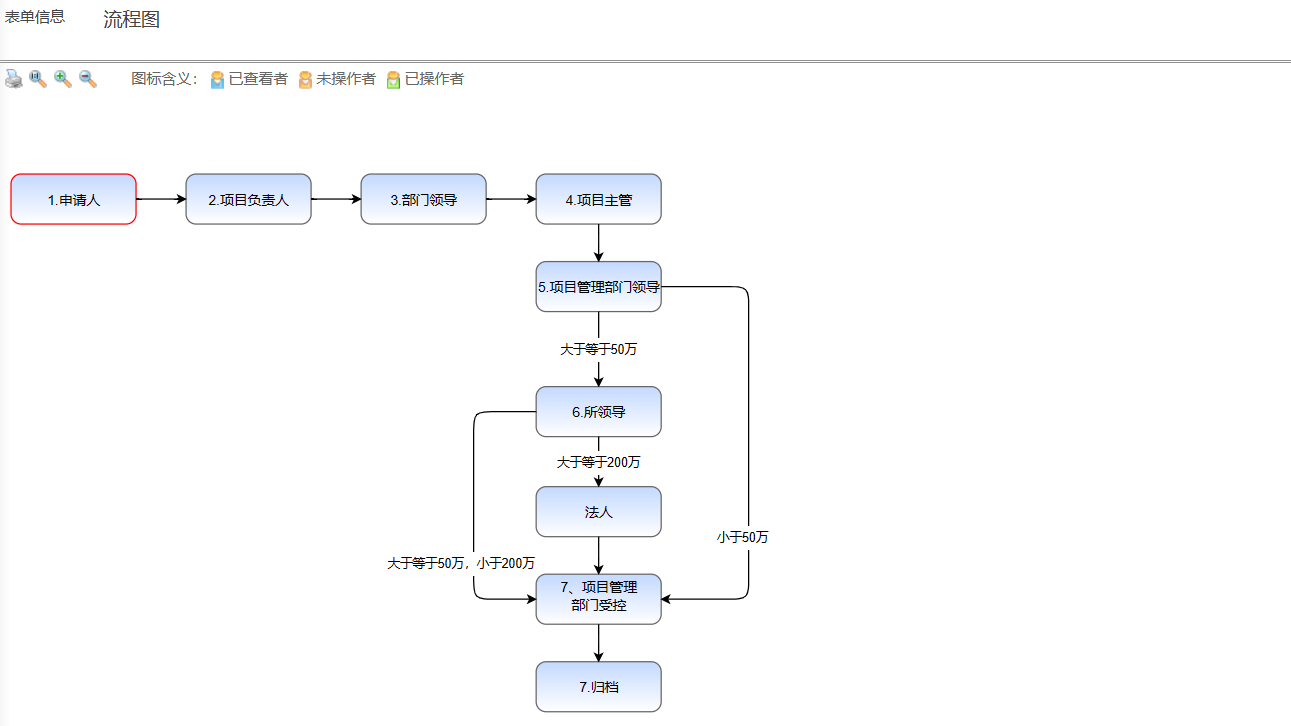 表单信息 流程图
图标含义： 已查看者 未操作者 已操作者
1.申请人 2.项目负责人 3.部门领导 4.项目主管
5.项目管理部门领导
大于等于50万
6.所领导
大于等于200万
法人
小于50万
大于等于50万，小于200万
7、项目管理
部门受控
7.归档